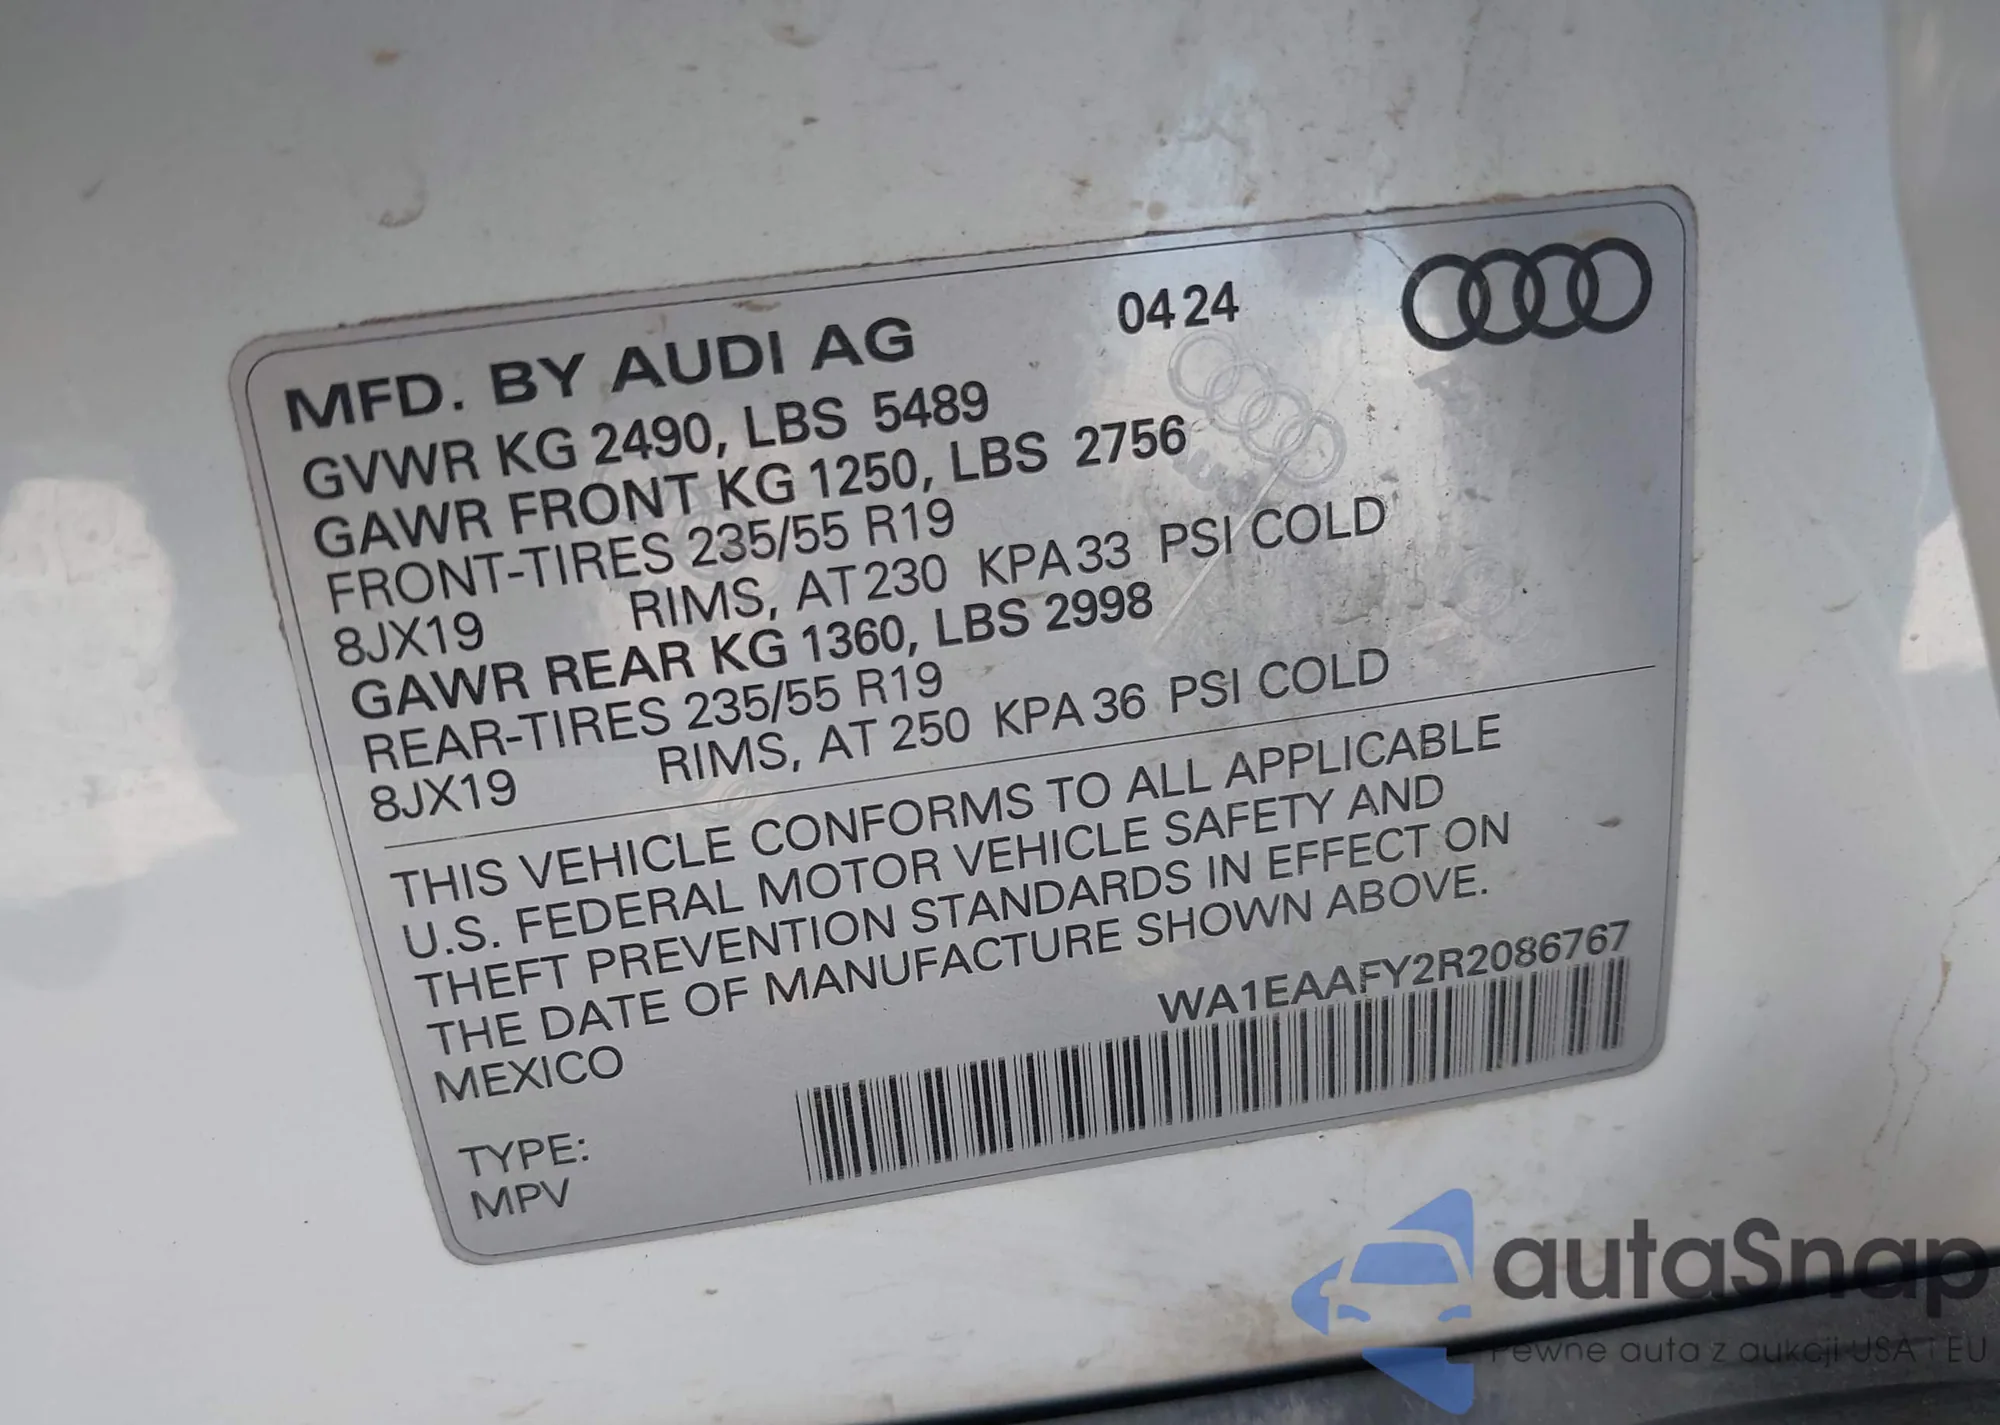 MFD. BY AUDI AG 04 24
GVWR KG 2490, LBS 5489
GAWR FRONT KG 1250, LBS 2756
FRONT-TIRES 235/55 R19
8JX19 RIMS, AT 230 KPA 33 PSI COLD
GAWR REAR KG 1360, LBS 2998
REAR-TIRES 235/55 R19
8JX19 RIMS, AT 250 KPA 36 PSI COLD
THIS VEHICLE CONFORMS TO ALL APPLICABLE
U.S. FEDERAL MOTOR VEHICLE SAFETY AND
THEFT PREVENTION STANDARDS IN EFFECT ON
THE DATE OF MANUFACTURE SHOWN ABOVE.
MEXICO
WA1EAAFY2R2086767
TYPE:
MPV
autaSnap
Pewne auta z aukcji USA i EU